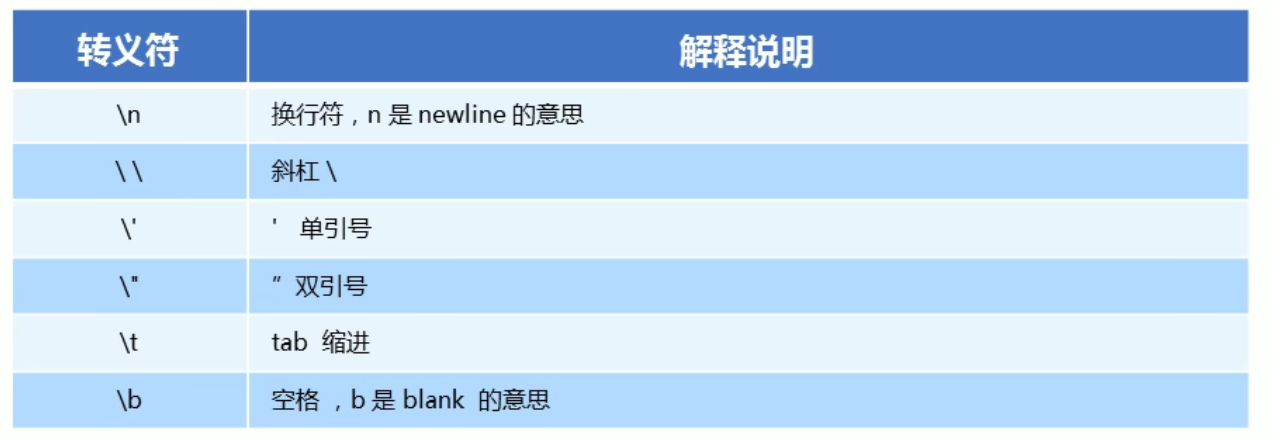 转义符 解释说明
\n 换行符，n 是 newline 的意思
\ \ 斜杠 \
\' ' 单引号
\" ″ 双引号
\t tab 缩进
\b 空格 ，b 是 blank 的意思